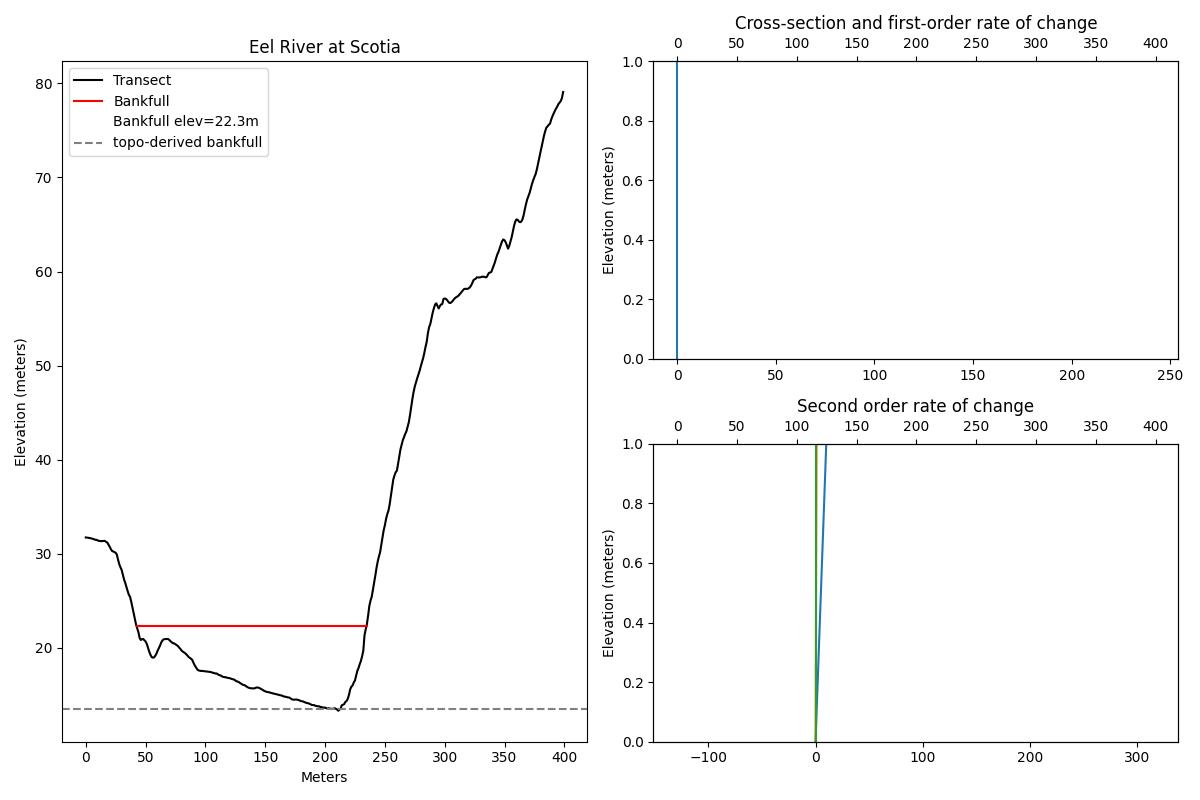 Eel River at Scotia
Transect
Bankfull
Bankfull elev=22.3m
topo-derived bankfull
Elevation (meters)
80
70
60
50
40
30
20
0 50 100 150 200 250 300 350 400
Meters
Cross-section and first-order rate of change
0 50 100 150 200 250 300 350 400
Elevation (meters)
1.0
0.8
0.6
0.4
0.2
0.0
0 50 100 150 200 250
Second order rate of change
0 50 100 150 200 250 300 350 400
Elevation (meters)
1.0
0.8
0.6
0.4
0.2
0.0
−100 0 100 200 300